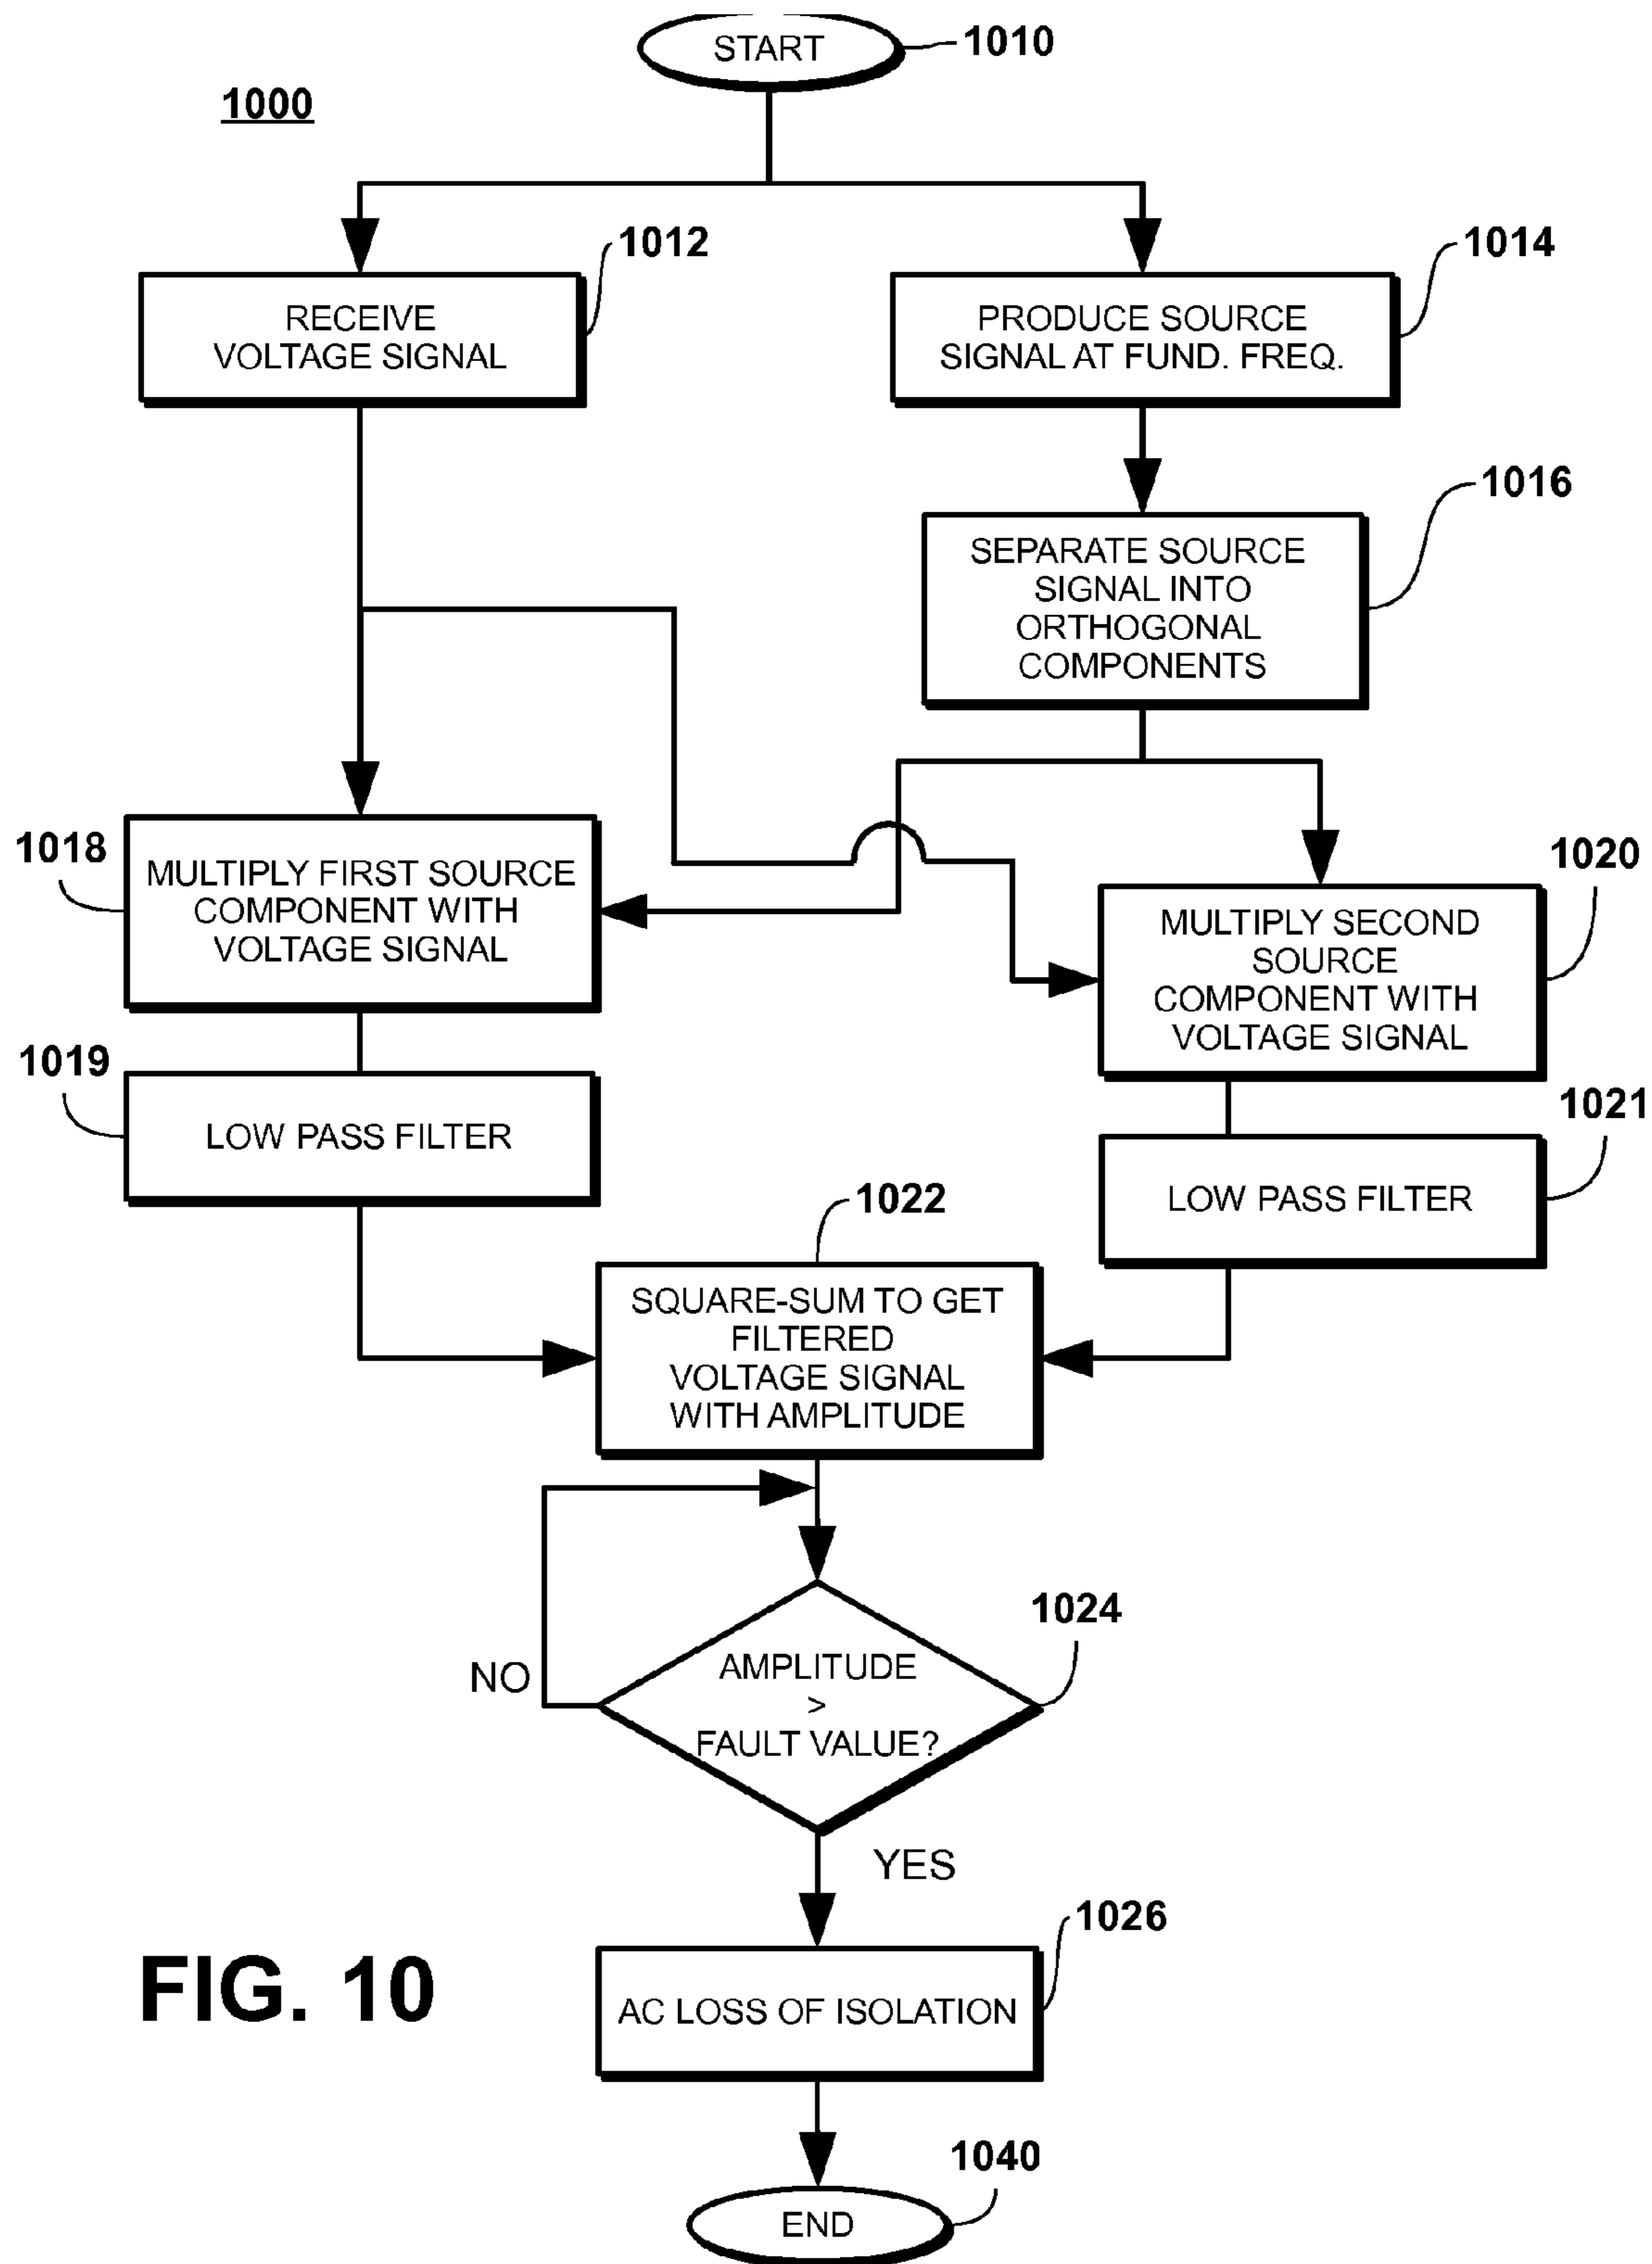 START
1010
1000
1012
RECEIVE
VOLTAGE SIGNAL
1014
PRODUCE SOURCE
SIGNAL AT FUND. FREQ.
1016
SEPARATE SOURCE
SIGNAL INTO
ORTHOGONAL
COMPONENTS
1018
MULTIPLY FIRST SOURCE
COMPONENT WITH
VOLTAGE SIGNAL
1020
MULTIPLY SECOND
SOURCE
COMPONENT WITH
VOLTAGE SIGNAL
1019
LOW PASS FILTER
1021
LOW PASS FILTER
1022
SQUARE-SUM TO GET
FILTERED
VOLTAGE SIGNAL
WITH AMPLITUDE
1024
AMPLITUDE
>
FAULT VALUE?
NO
YES
1026
AC LOSS OF ISOLATION
FIG. 10
1040
END